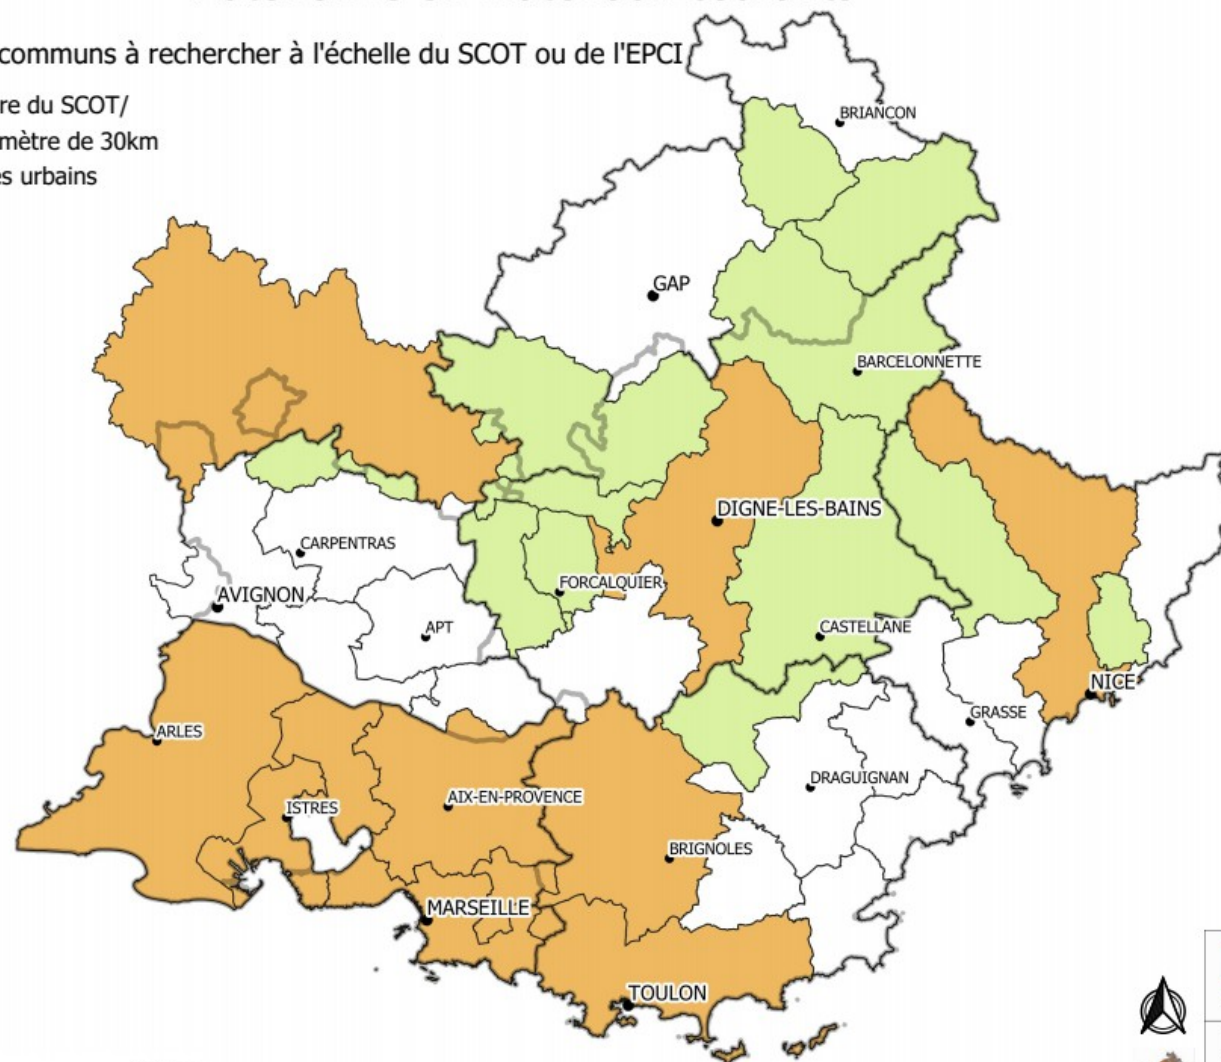 communs à rechercher à l'échelle du SCOT ou de l'EPCI
re du SCOT/
mètre de 30km
es urbains
BRIANCON
GAP
BARCELONNETTE
DIGNE-LES-BAINS
CARPENTRAS
FORCALQUIER
AVIGNON
APT
CASTELLANE
NICE
GRASSE
ARLES
DRAGUIGNAN
AIX-EN-PROVENCE
ISTRES
BRIGNOLES
MARSEILLE
TOULON